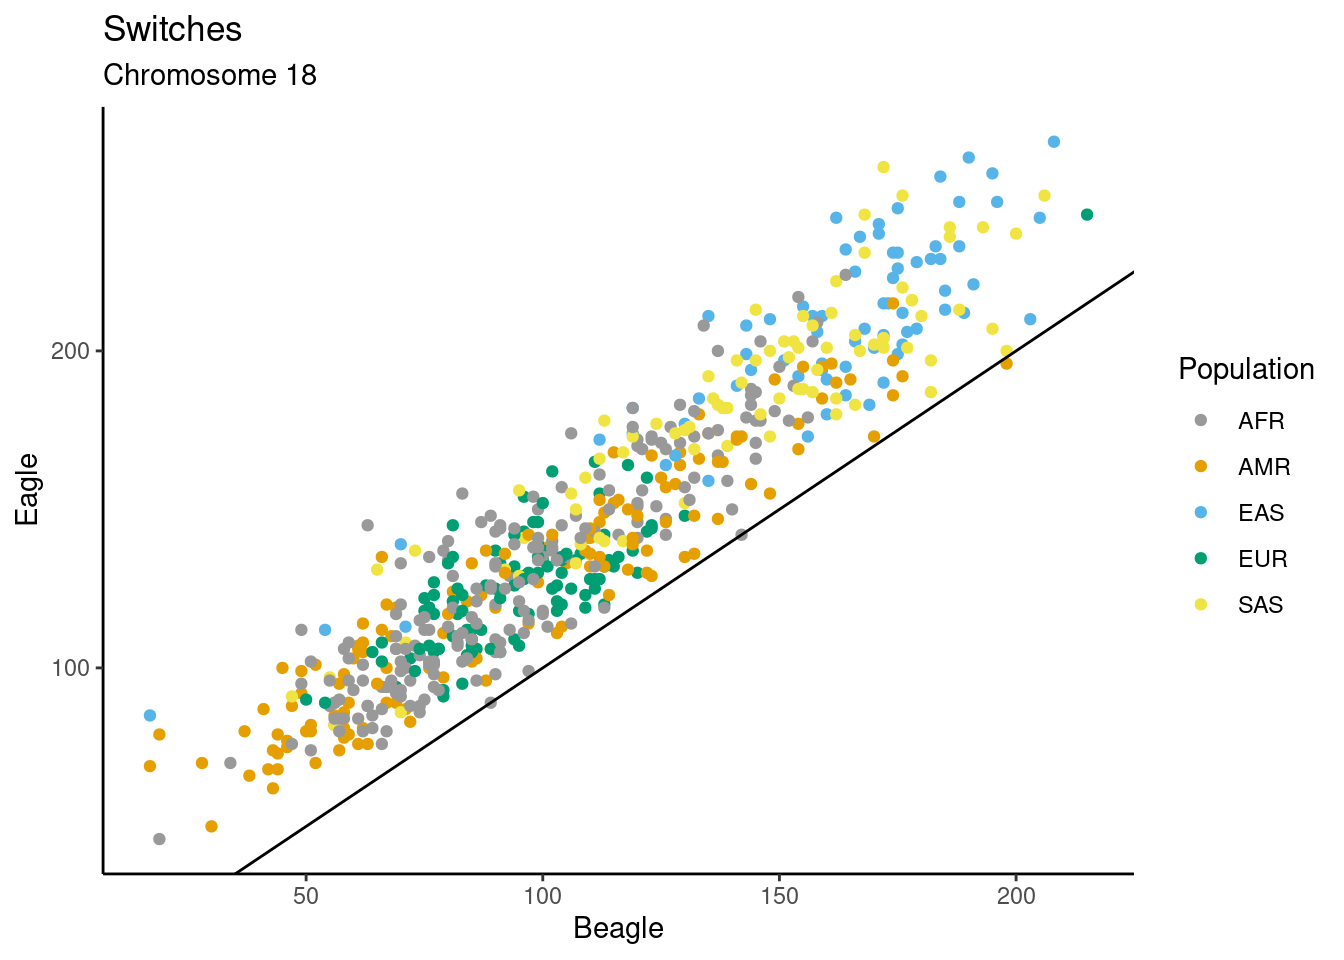 Switches
Chromosome 18
Eagle
200
100
50
100
150
200
Beagle
Population
AFR
AMR
EAS
EUR
SAS